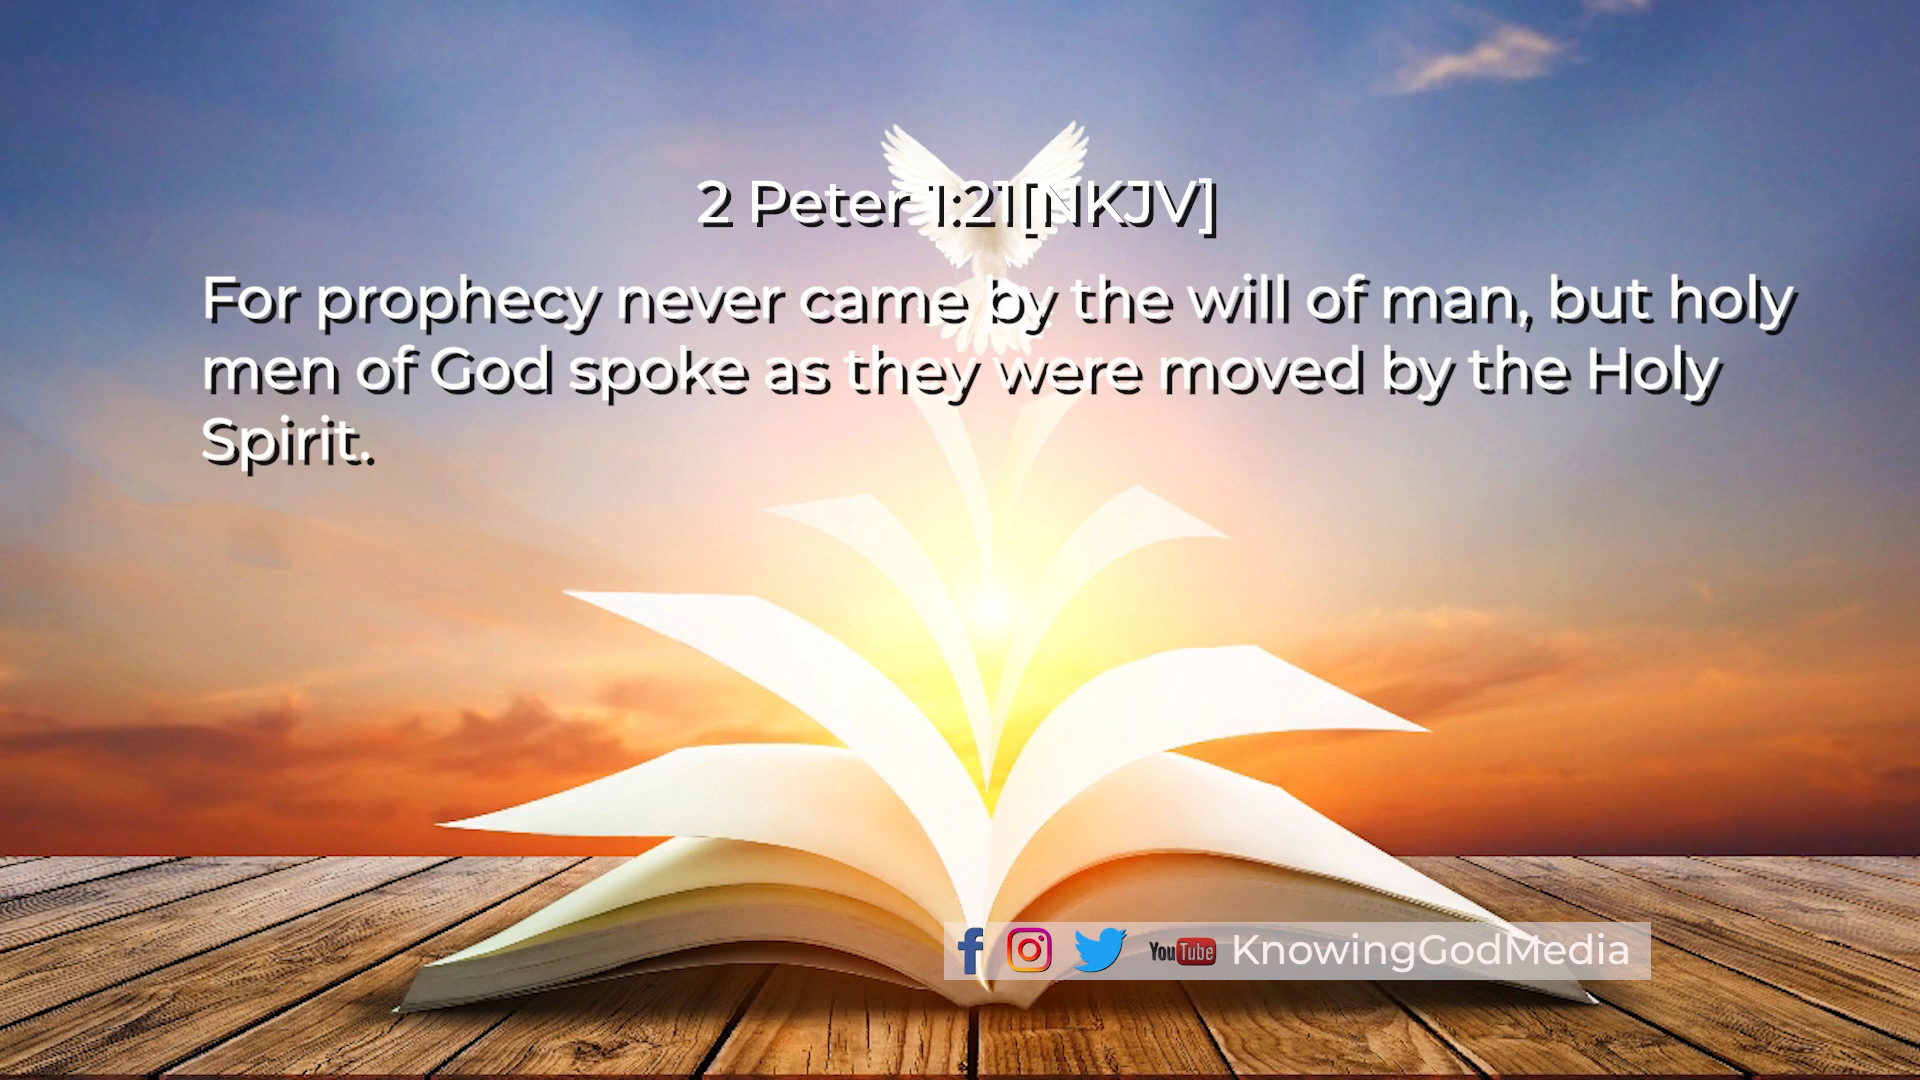 2 Peter 1:21[NKJV]
For prophecy never came by the will of man, but holy
men of God spoke as they were moved by the Holy
Spirit.
f YouTube KnowingGodMedia